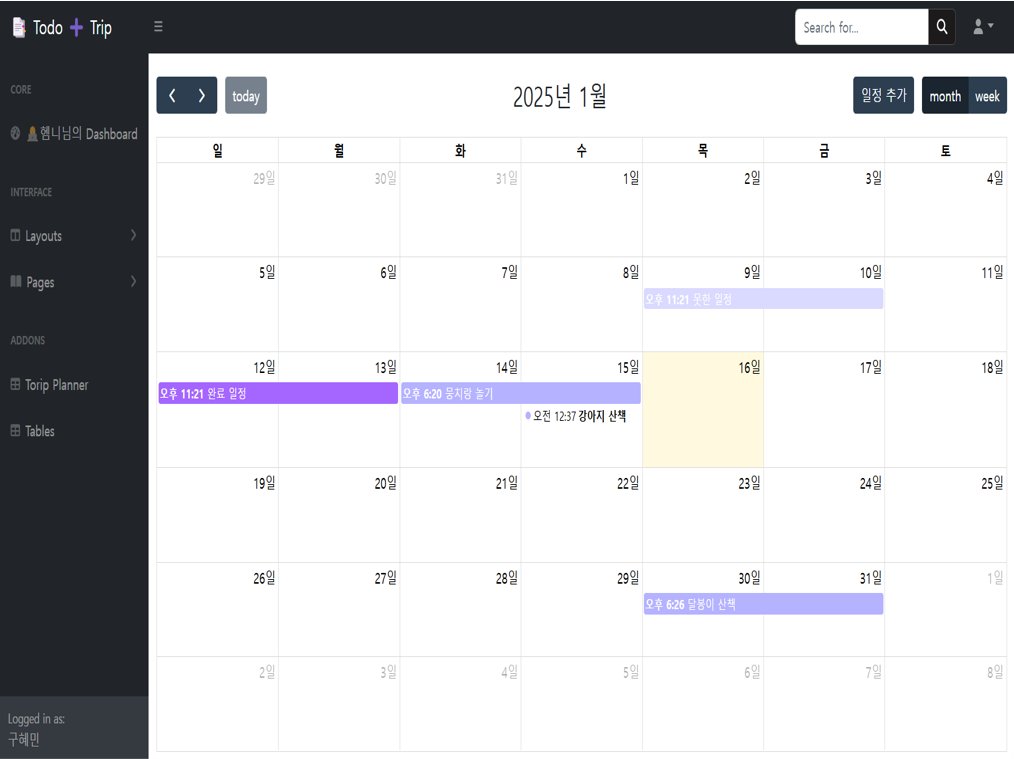 Todo + Trip
Search for...
CORE
헴니님의 Dashboard
INTERFACE
Layouts
Pages
ADDONS
Torip Planner
Tables
Logged in as:
구혜민
today
2025년 1월
일정 추가
month week
일 월 화 수 목 금 토
29일 30일 31일 1일 2일 3일 4일
5일 6일 7일 8일 9일 10일 11일
오후 11:21 못한 일정
12일 13일 14일 15일 16일 17일 18일
오후 11:21 완료 일정 오후 6:20 뭉치랑 놀기
오전 12:37 강아지 산책
19일 20일 21일 22일 23일 24일 25일
26일 27일 28일 29일 30일 31일 1일
오후 6:26 달봉이 산책
2일 3일 4일 5일 6일 7일 8일